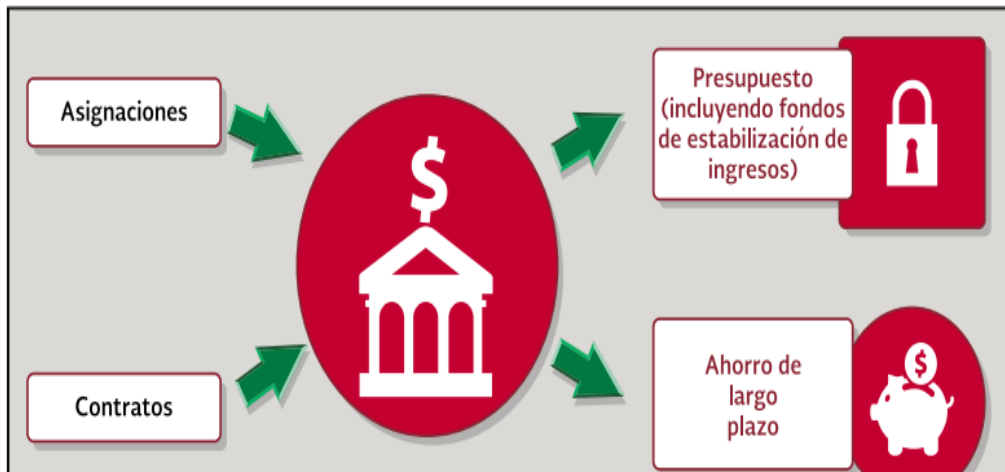 Asignaciones
$
Presupuesto
(incluyendo fondos
de estabilización de
ingresos)
Contratos
Ahorro de
largo
plazo
$